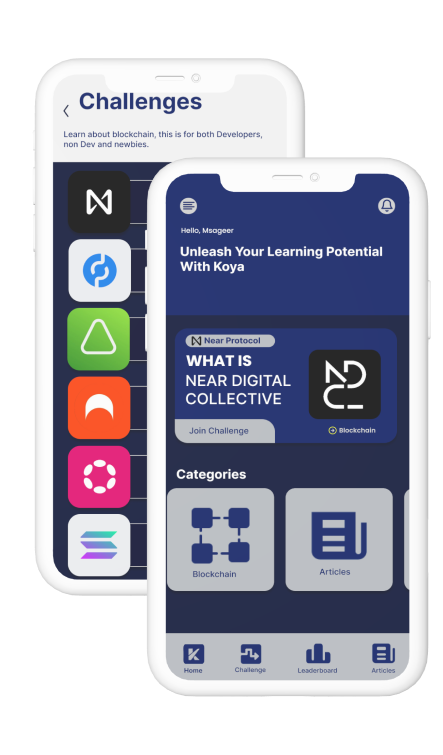 Challenges
Learn about blockchain, this is for both Developers,
non Dev and newbies.
Hello, Msageer
Unleash Your Learning Potential
With Koya
Near Protocol
WHAT IS
NEAR DIGITAL
COLLECTIVE
NDC
Join Challenge
Blockchain
Categories
Blockchain
Articles
Home
Challenge
Leaderboard
Articles